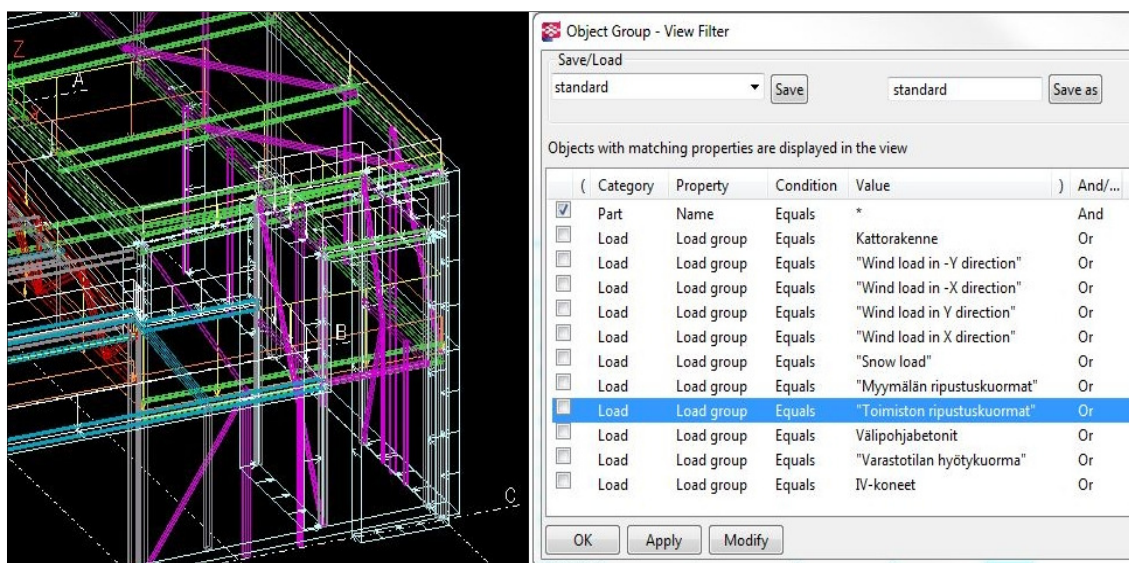 Z
A
B
C
Object Group - View Filter
Save/Load
standard Save standard Save as
Objects with matching properties are displayed in the view
( Category Property Condition Value ) And/...
Part Name Equals * And
Load Load group Equals Kattorakenne Or
Load Load group Equals "Wind load in -Y direction" Or
Load Load group Equals "Wind load in -X direction" Or
Load Load group Equals "Wind load in Y direction" Or
Load Load group Equals "Wind load in X direction" Or
Load Load group Equals "Snow load" Or
Load Load group Equals "Myymälän ripustuskuormat" Or
Load Load group Equals "Toimiston ripustuskuormat" Or
Load Load group Equals Välipohjabetonit Or
Load Load group Equals "Varastotilan hyötykuorma" Or
Load Load group Equals IV-koneet Or
OK Apply Modify